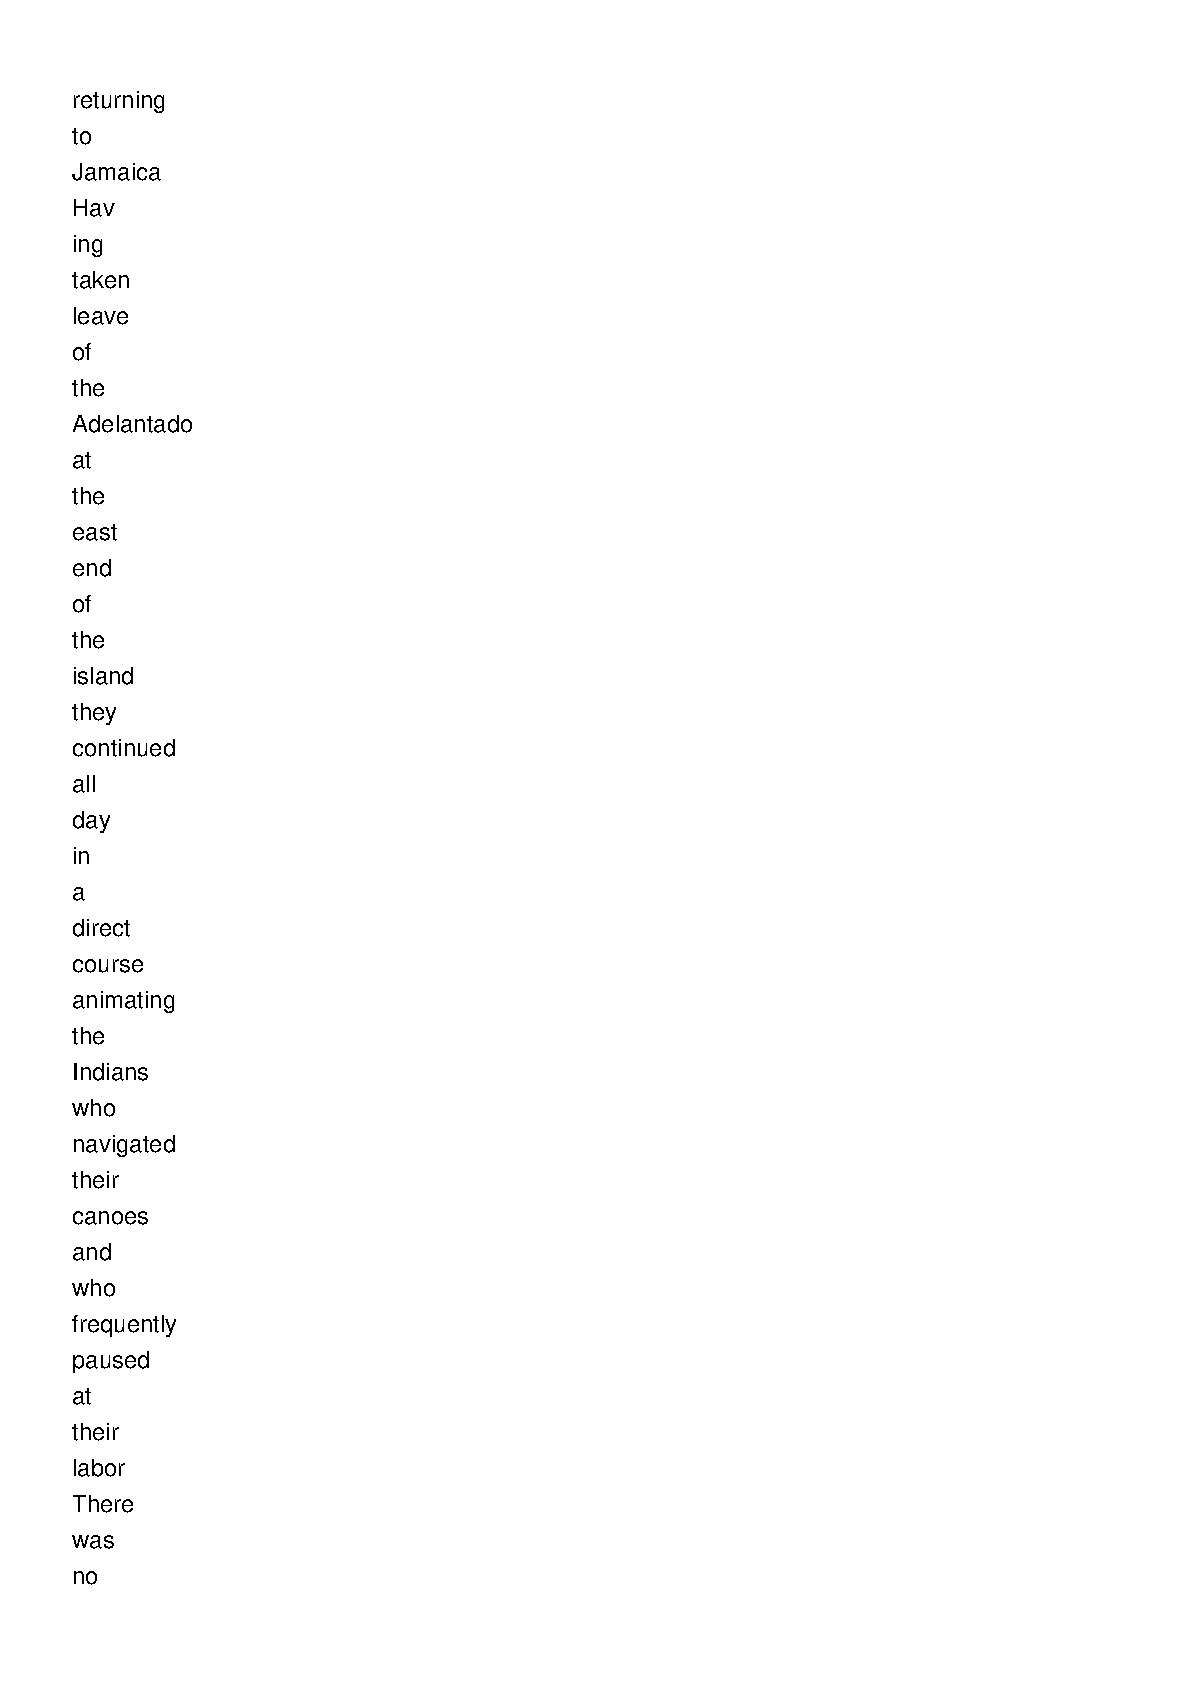 returning
to
Jamaica
Hav
ing
taken
leave
of
the
Adelantado
at
the
east
end
of
the
island
they
continued
all
day
in
a
direct
course
animating
the
Indians
who
navigated
their
canoes
and
who
frequently
paused
at
their
labor
There
was
no